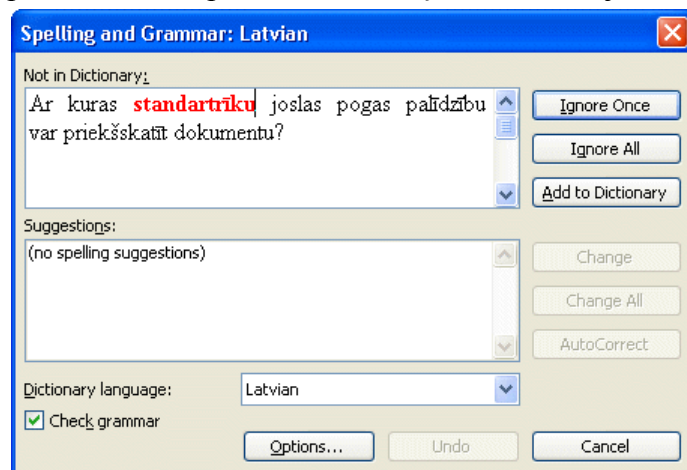 Spelling and Grammar: Latvian
Not in Dictionary:
Ar kuras standartrīku joslas pogas palīdzību
var priekšskatīt dokumentu?
Ignore Once
Ignore All
Add to Dictionary
Suggestions:
(no spelling suggestions)
Change
Change All
AutoCorrect
Dictionary language: Latvian
Check grammar
Options... Undo Cancel